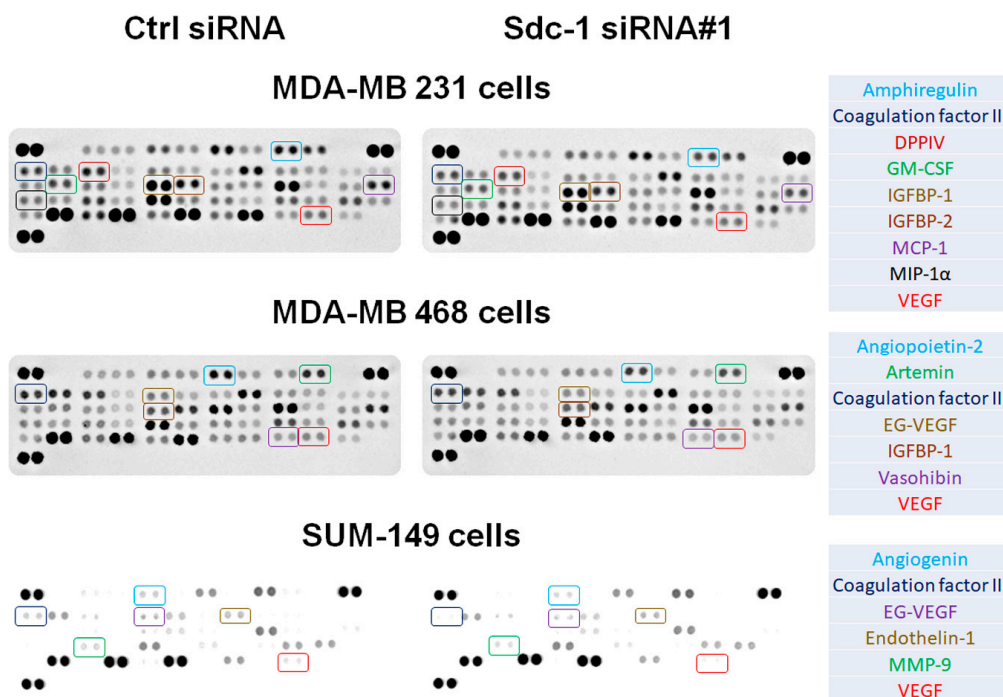 Ctrl siRNA
Sdc-1 siRNA#1
MDA-MB 231 cells
Amphiregulin
Coagulation factor II
DPPIV
GM-CSF
IGFBP-1
IGFBP-2
MCP-1
MIP-1α
VEGF
MDA-MB 468 cells
Angiopoietin-2
Artemin
Coagulation factor II
EG-VEGF
IGFBP-1
Vasohibin
VEGF
SUM-149 cells
Angiogenin
Coagulation factor II
EG-VEGF
Endothelin-1
MMP-9
VEGF